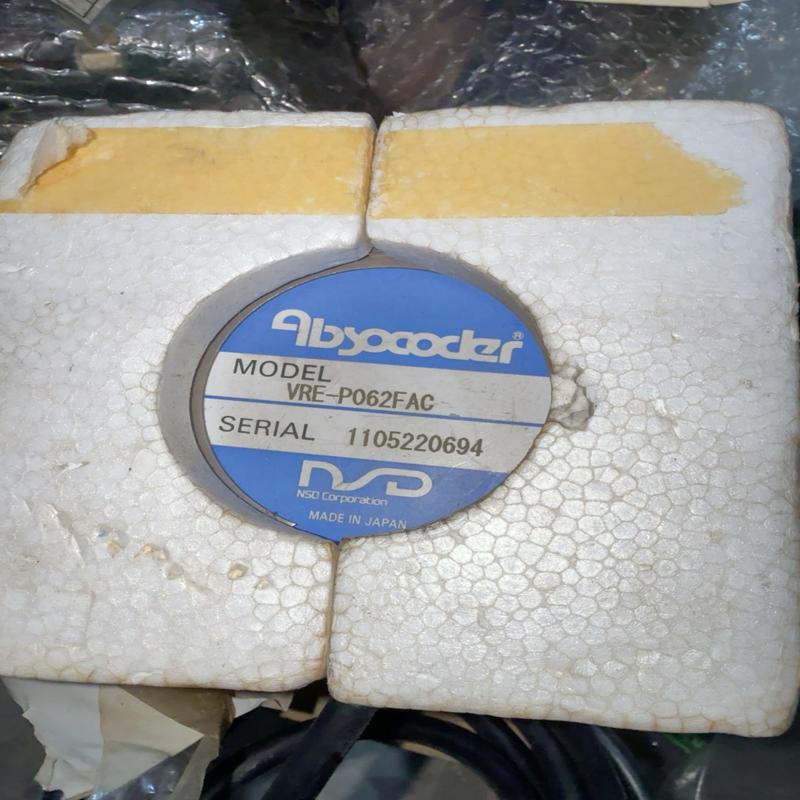 Absocoder®
MODEL
VRE-P062FAC
SERIAL 1105220694
NSD
NSD Corporation
MADE IN JAPAN